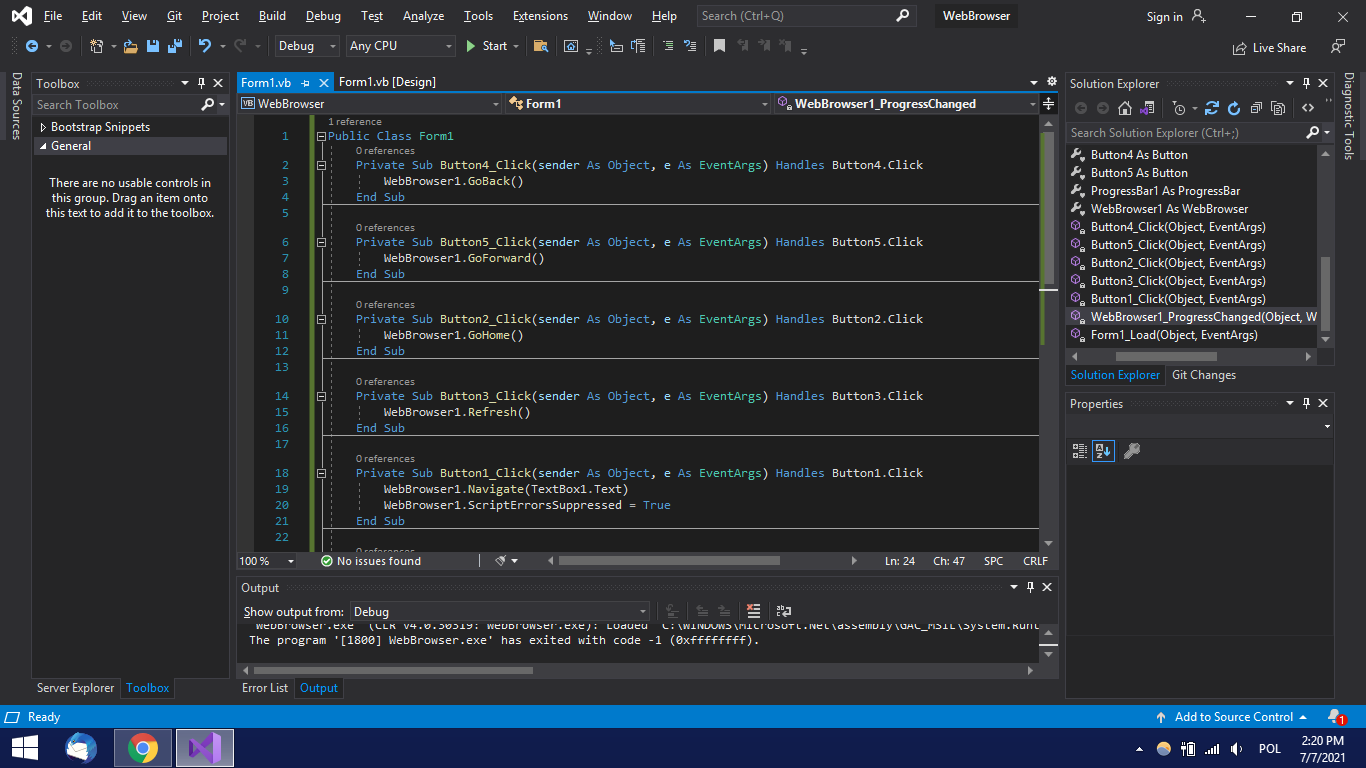 File Edit View Git Project Build Debug Test Analyze Tools Extensions Window Help Search (Ctrl+Q) WebBrowser Sign in
Debug Any CPU Start Live Share
Data Sources
Toolbox
Search Toolbox
Bootstrap Snippets
General
There are no usable controls in
this group. Drag an item onto
this text to add it to the toolbox.
Server Explorer Toolbox
Form1.vb Form1.vb [Design]
VB WebBrowser Form1 WebBrowser1_ProgressChanged
1 reference
1 Public Class Form1
0 references
2 Private Sub Button4_Click(sender As Object, e As EventArgs) Handles Button4.Click
3 WebBrowser1.GoBack()
4 End Sub
5
0 references
6 Private Sub Button5_Click(sender As Object, e As EventArgs) Handles Button5.Click
7 WebBrowser1.GoForward()
8 End Sub
9
0 references
10 Private Sub Button2_Click(sender As Object, e As EventArgs) Handles Button2.Click
11 WebBrowser1.GoHome()
12 End Sub
13
0 references
14 Private Sub Button3_Click(sender As Object, e As EventArgs) Handles Button3.Click
15 WebBrowser1.Refresh()
16 End Sub
17
0 references
18 Private Sub Button1_Click(sender As Object, e As EventArgs) Handles Button1.Click
19 WebBrowser1.Navigate(TextBox1.Text)
20 WebBrowser1.ScriptErrorsSuppressed = True
21 End Sub
22
0 references
100 % No issues found Ln: 24 Ch: 47 SPC CRLF
Output
Show output from: Debug
'WebBrowser.exe' (CLR v4.0.30319: WebBrowser.exe): Loaded 'C:\WINDOWS\Microsoft.Net\assembly\GAC_MSIL\System.Runt
The program '[1800] WebBrowser.exe' has exited with code -1 (0xffffffff).
Error List Output
Solution Explorer
Search Solution Explorer (Ctrl+;)
Button4 As Button
Button5 As Button
ProgressBar1 As ProgressBar
WebBrowser1 As WebBrowser
Button4_Click(Object, EventArgs)
Button5_Click(Object, EventArgs)
Button2_Click(Object, EventArgs)
Button3_Click(Object, EventArgs)
Button1_Click(Object, EventArgs)
WebBrowser1_ProgressChanged(Object, W
Form1_Load(Object, EventArgs)
Solution Explorer Git Changes
Properties
Diagnostic Tools
Ready Add to Source Control 1
POL 2:20 PM
7/7/2021